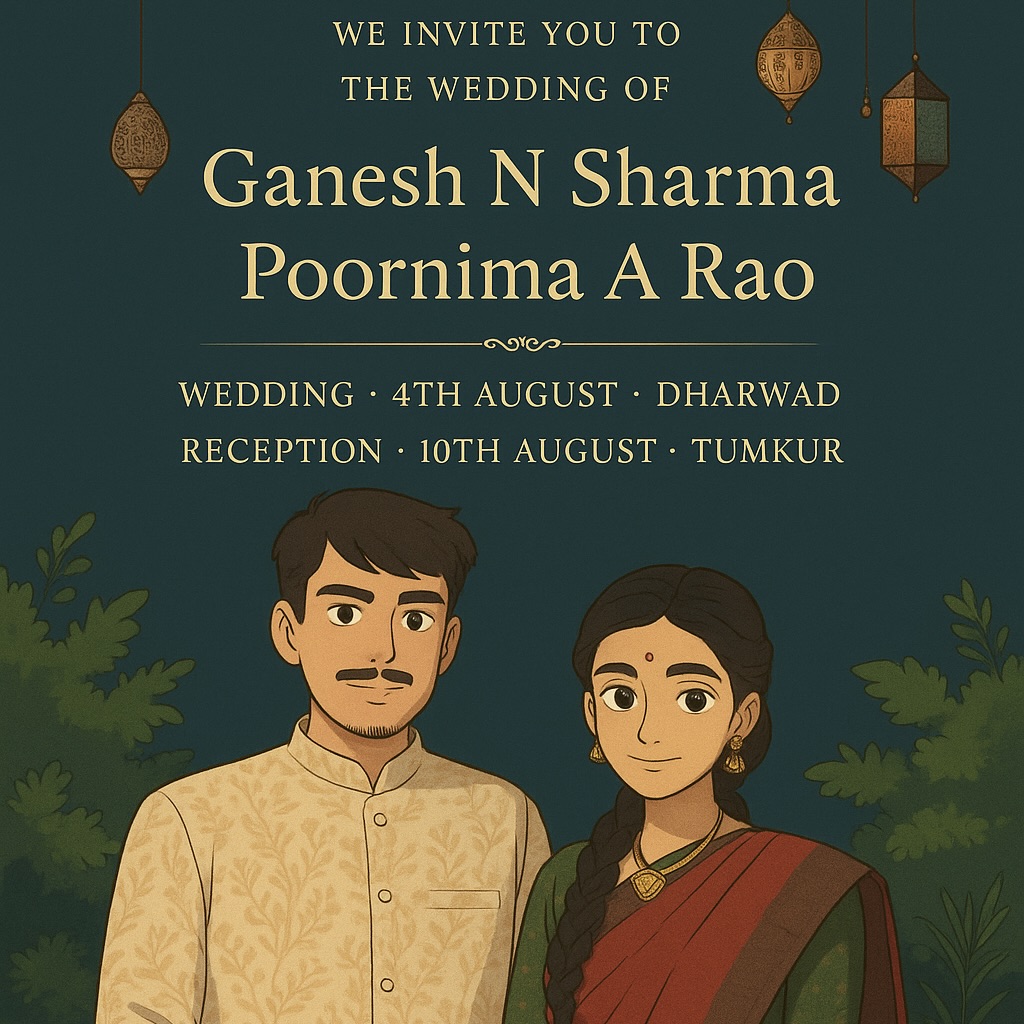 WE INVITE YOU TO
THE WEDDING OF
Ganesh N Sharma
Poornima A Rao
WEDDING · 4TH AUGUST · DHARWAD
RECEPTION · 10TH AUGUST · TUMKUR